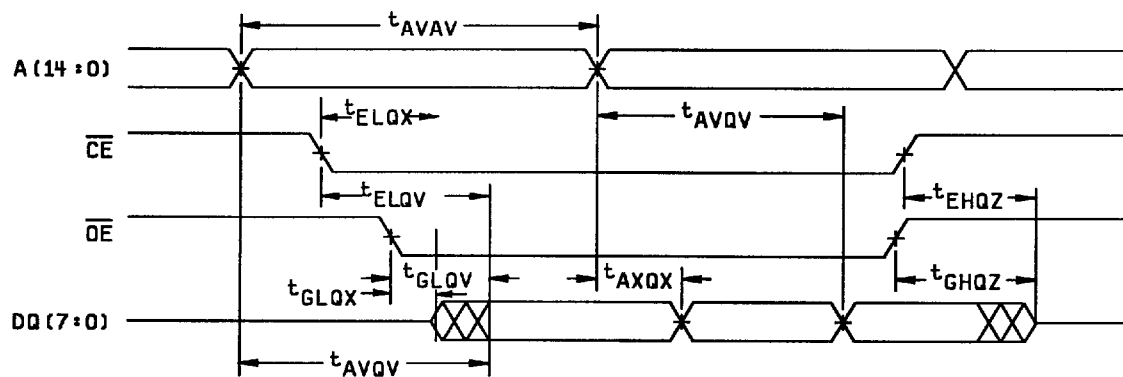 tAVAV
A(14:0)
tELQX
tAVQV
CE
tELQV
tEHQZ
OE
tGLQV
tAXQX
tGHQZ
tGLQX
DQ(7:0)
tAVQV